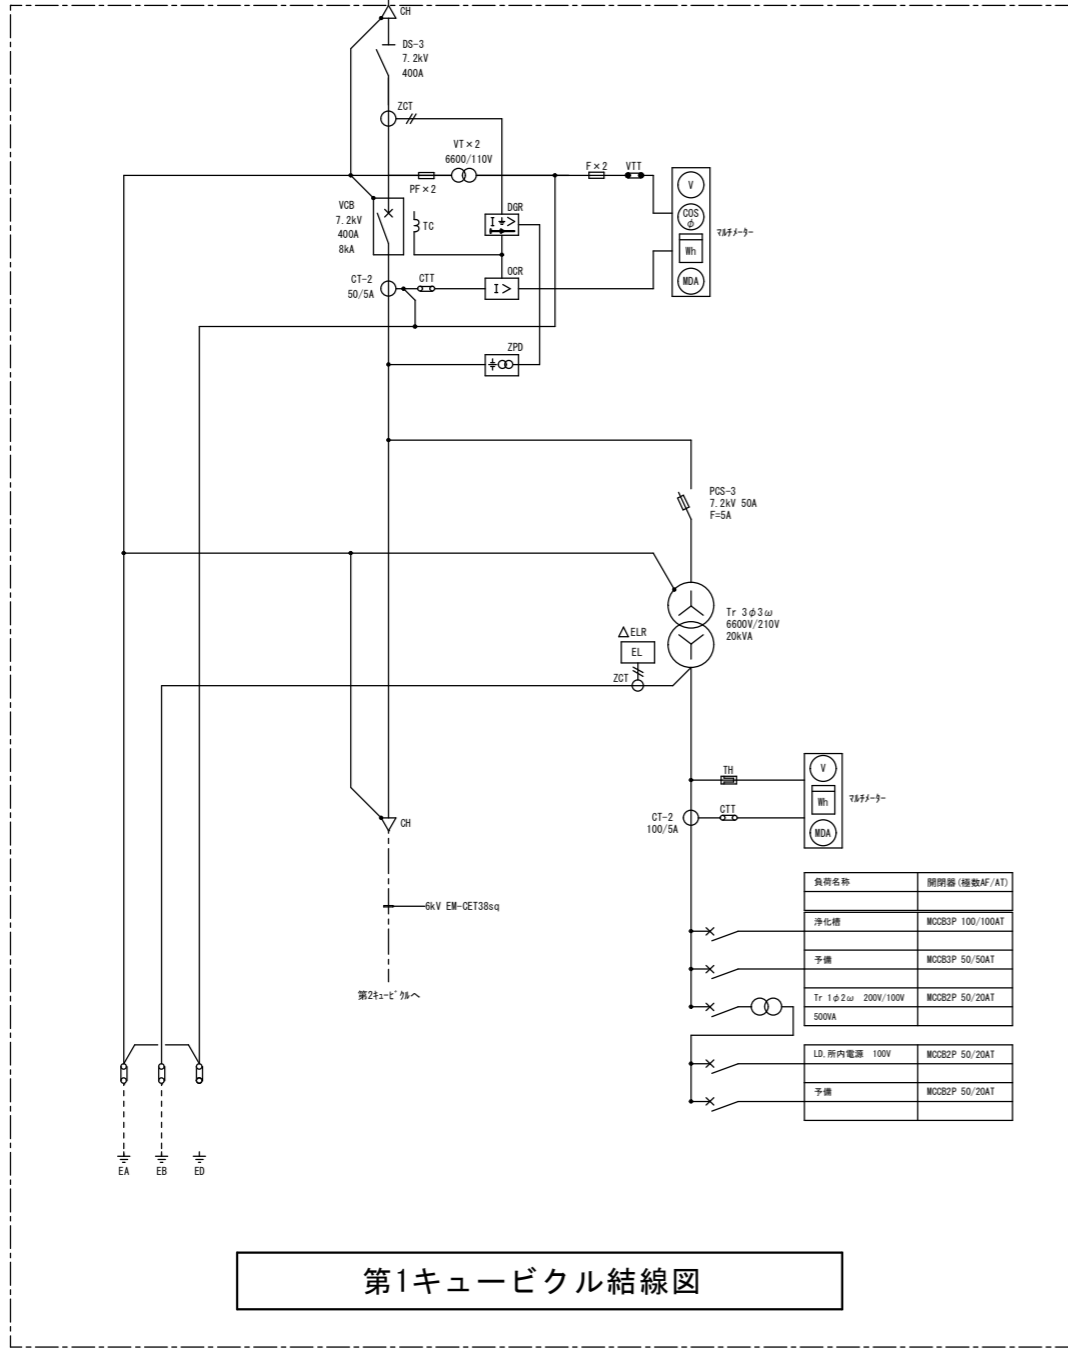 CH
DS-3
7.2kV
400A
ZCT
VT×2
6600/110V
PF×2
F×2
VTT
V
COS
φ
Wh
MDA
マルチメーター
VCB
7.2kV
400A
8kA
TC
DGR
I⏚>
CT-2
50/5A
CTT
OCR
I>
ZPD
PCS-3
7.2kV 50A
F=5A
Tr 3φ3ω
6600V/210V
20kVA
△ELR
EL
ZCT
TH
V
Wh
MDA
マルチメーター
CT-2
100/5A
CTT
CH
6kV EM-CET38sq
第2キュービクルへ
負荷名称 開閉器(極数AF/AT)
浄化槽 MCCB3P 100/100AT
予備 MCCB3P 50/50AT
Tr 1φ2ω 200V/100V MCCB2P 50/20AT
500VA
LD.所内電源 100V MCCB2P 50/20AT
予備 MCCB2P 50/20AT
EA EB ED
第1キュービクル結線図